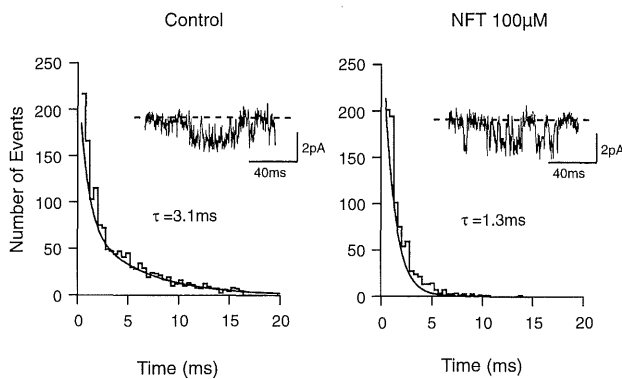 Control
NFT 100µM
250
200
150
100
50
0
Number of Events
2pA
40ms
τ =3.1ms
0 5 10 15 20
Time (ms)
250
200
150
100
50
0
2pA
40ms
τ =1.3ms
0 5 10 15 20
Time (ms)